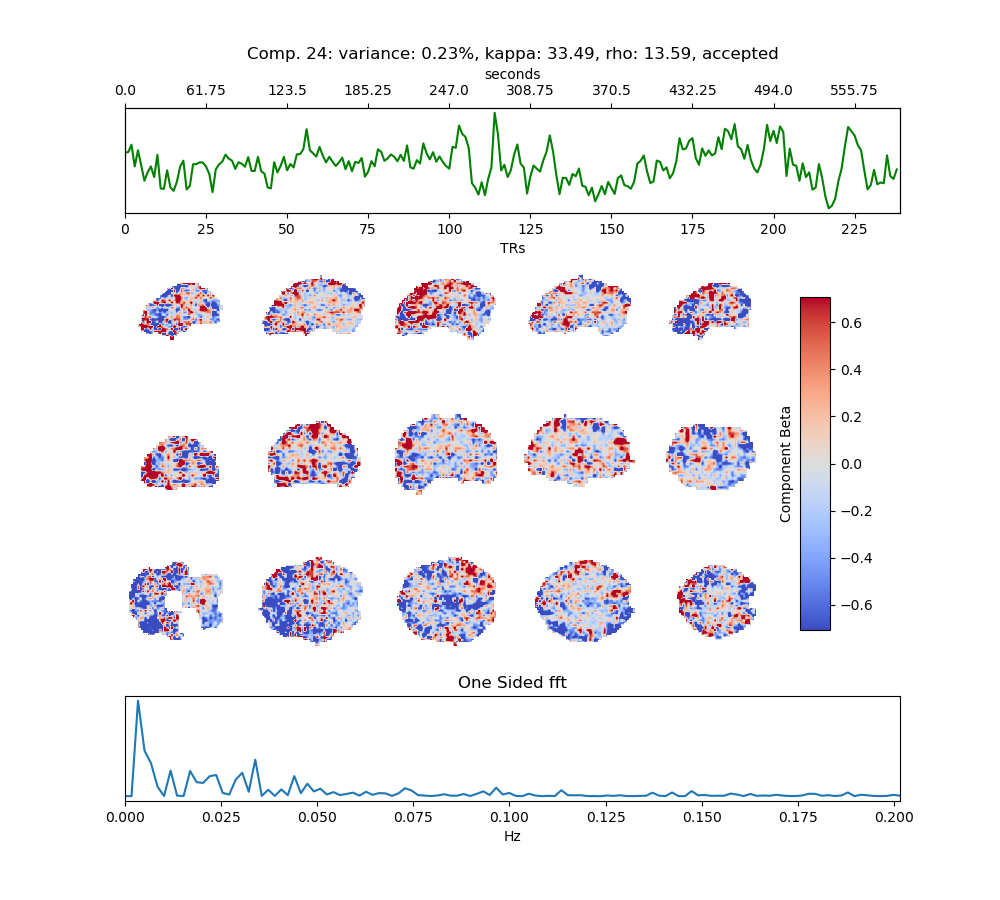 Comp. 24: variance: 0.23%, kappa: 33.49, rho: 13.59, accepted
seconds
0.0 61.75 123.5 185.25 247.0 308.75 370.5 432.25 494.0 555.75
0 25 50 75 100 125 150 175 200 225
TRs
0.6
0.4
0.2
0.0
−0.2
−0.4
−0.6
Component Beta
One Sided fft
0.000 0.025 0.050 0.075 0.100 0.125 0.150 0.175 0.200
Hz